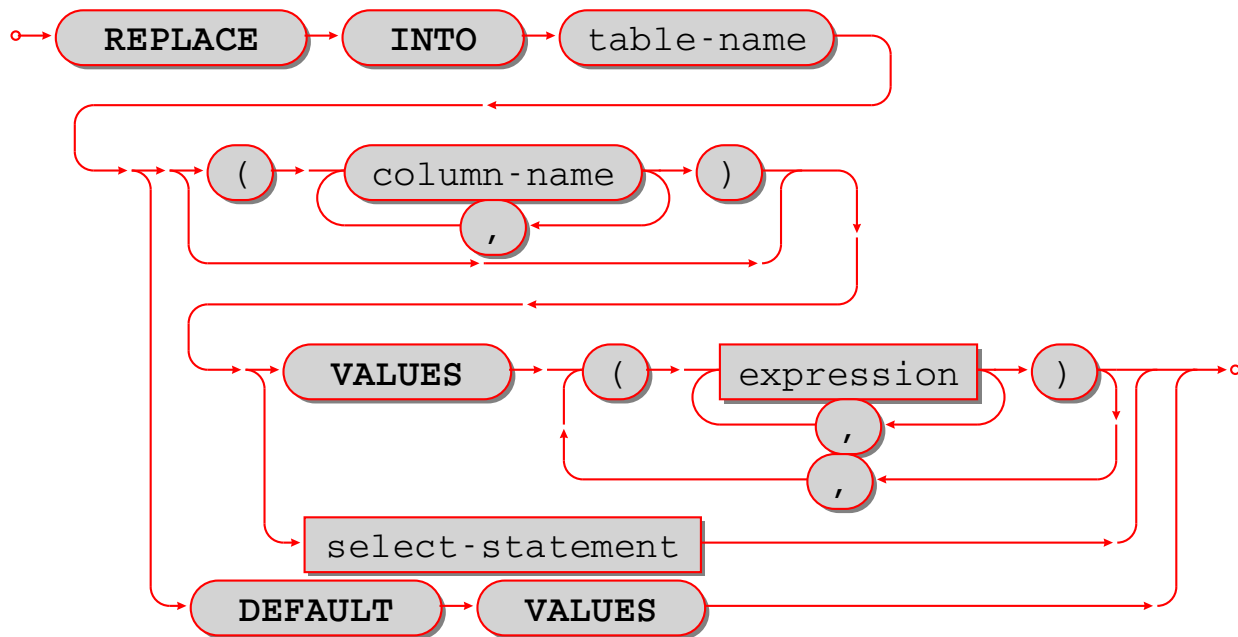 REPLACE INTO table-name
( column-name )
,
VALUES ( expression )
,
,
select-statement
DEFAULT VALUES